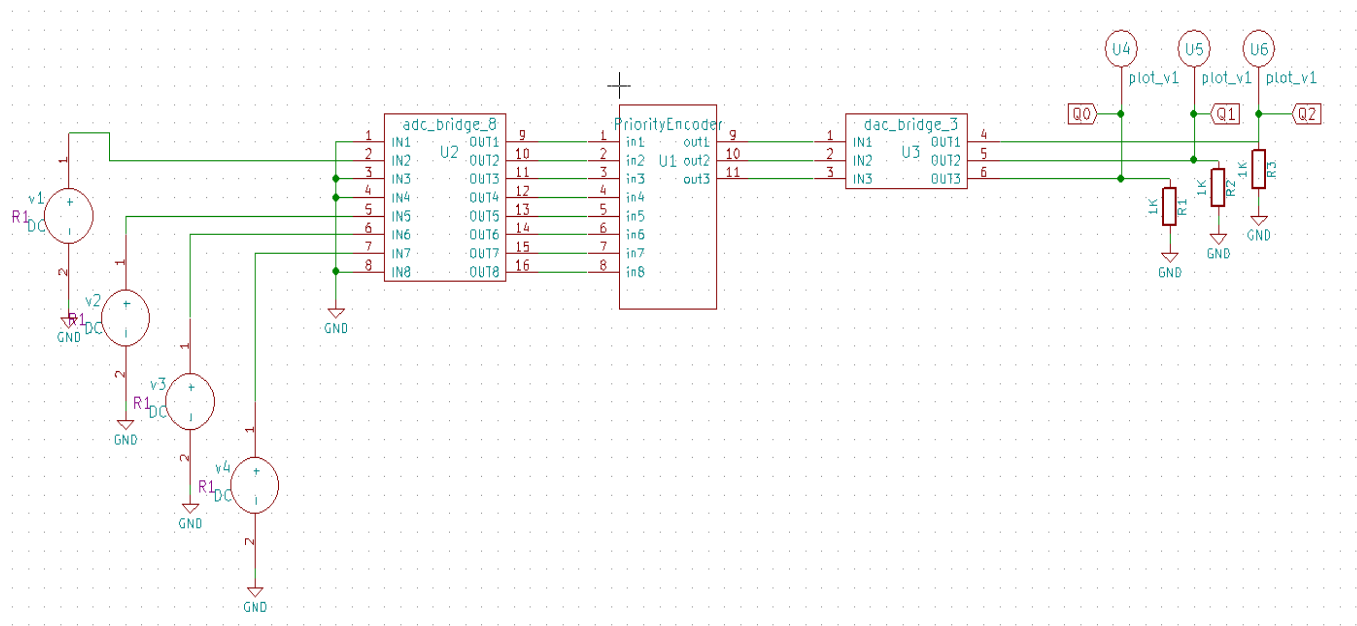 U4
U5
U6
plot_v1
plot_v1
plot_v1
Q0
Q1
Q2
adc_bridge_8
U2
1 IN1 OUT1 9
2 IN2 OUT2 10
3 IN3 OUT3 11
4 IN4 OUT4 12
5 IN5 OUT5 13
6 IN6 OUT6 14
7 IN7 OUT7 15
8 IN8 OUT8 16
GND
PriorityEncoder
U1
1 in1 out1 9
2 in2 out2 10
3 in3 out3 11
4 in4
5 in5
6 in6
7 in7
8 in8
dac_bridge_3
U3
1 IN1 OUT1 4
2 IN2 OUT2 5
3 IN3 OUT3 6
1K
R1
GND
1K
R2
GND
1K
R3
GND
1
v1
R1
DC
+
2
GND
1
v2
R1
DC
+
2
GND
1
v3
R1
DC
+
2
GND
1
v4
R1
DC
+
2
GND